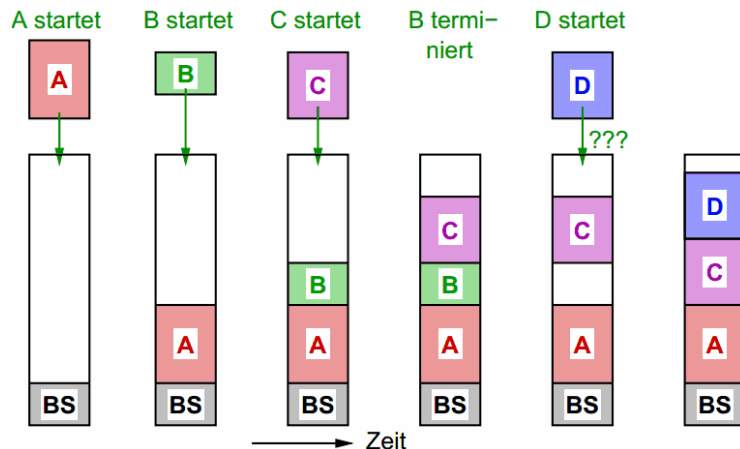 A startet B startet C startet B termi- D startet
niert
A B C D
???
D
C C
C
B B
A A A A A
BS BS BS BS BS BS
Zeit